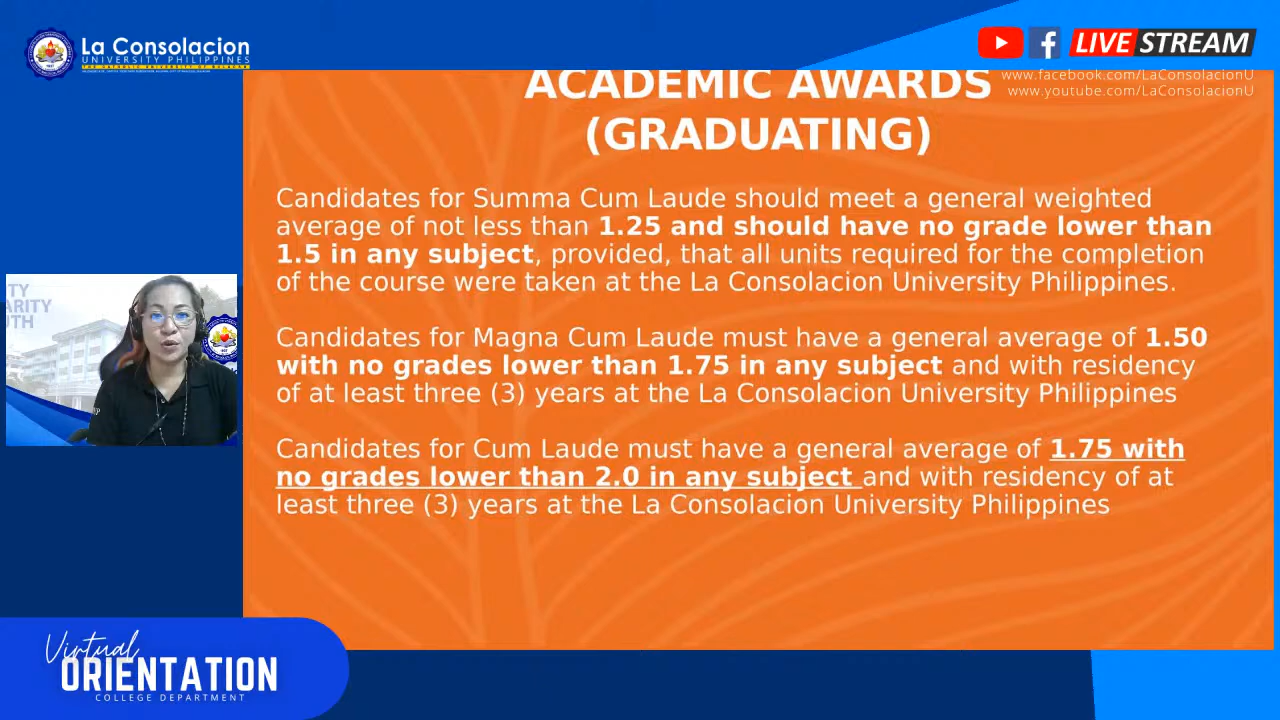 La Consolacion
UNIVERSITY PHILIPPINES
LIVE STREAM
www.facebook.com/LaConsolacionU
www.youtube.com/LaConsolacionU
ACADEMIC AWARDS
(GRADUATING)
Candidates for Summa Cum Laude should meet a general weighted
average of not less than 1.25 and should have no grade lower than
1.5 in any subject, provided, that all units required for the completion
of the course were taken at the La Consolacion University Philippines.
Candidates for Magna Cum Laude must have a general average of 1.50
with no grades lower than 1.75 in any subject and with residency
of at least three (3) years at the La Consolacion University Philippines
Candidates for Cum Laude must have a general average of 1.75 with
no grades lower than 2.0 in any subject and with residency of at
least three (3) years at the La Consolacion University Philippines
TY
ARITY
UTH
Virtual
ORIENTATION
COLLEGE DEPARTMENT